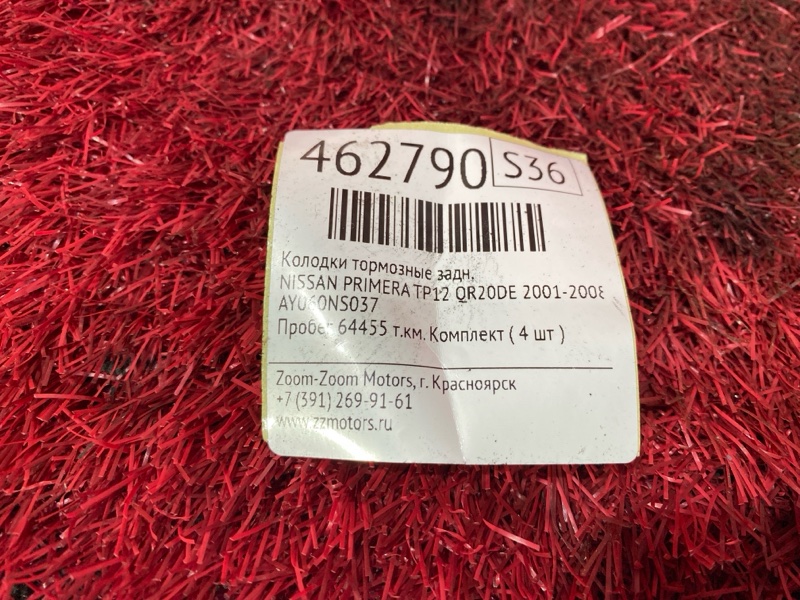 462790 S36
Колодки тормозные задн.
NISSAN PRIMERA TP12 QR20DE 2001-2008
AY060NS037
Пробег 64455 т.км. Комплект ( 4 шт )
Zoom-Zoom Motors, г. Красноярск
+7 (391) 269-91-61
www.zzmotors.ru